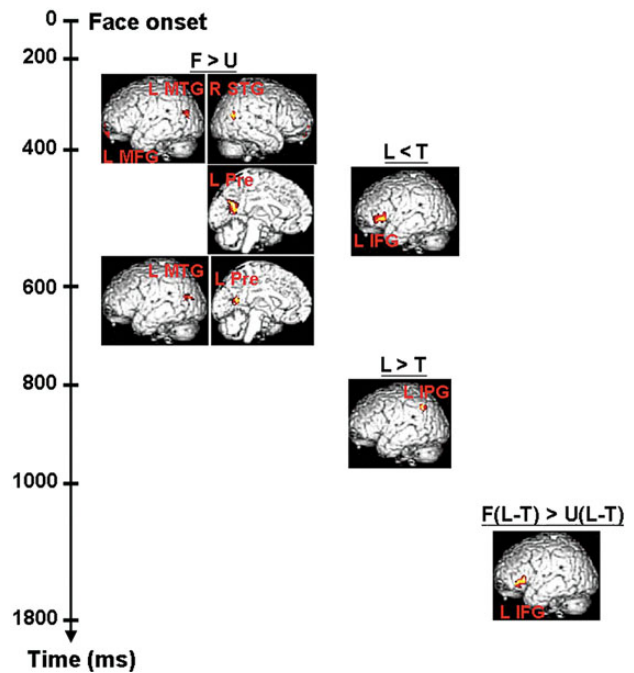 0 Face onset
200
F > U
L MTG R STG
L MFG
400
L < T
L Pre
L IFG
600
L MTG L Pre
800
L > T
L IPG
1000
F(L-T) > U(L-T)
L IFG
1800
Time (ms)